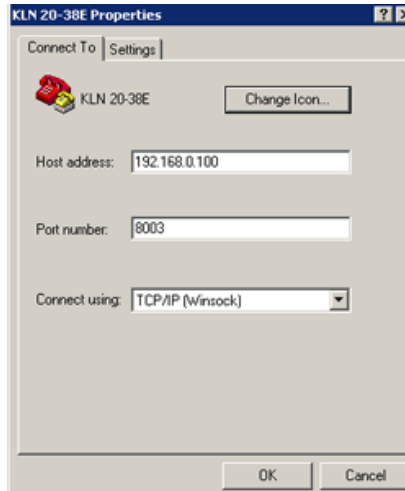 KLN 20-38E Properties
Connect To
Settings
KLN 20-38E
Change Icon...
Host address: 192.168.0.100
Port number: 8003
Connect using: TCP/IP (Winsock)
OK
Cancel